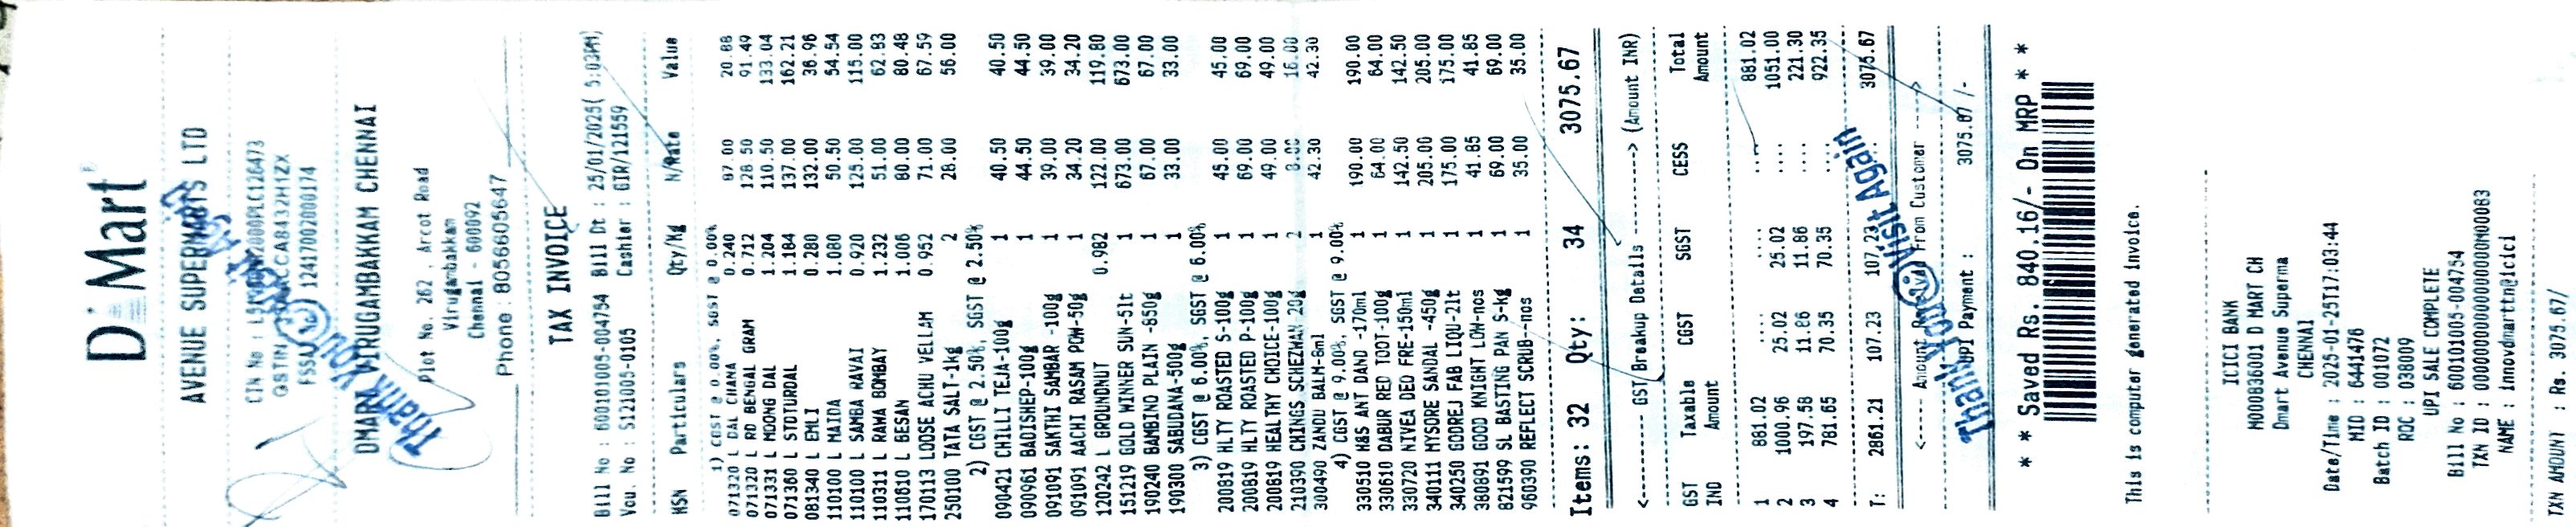 D Mart
AVENUE SUPERMARTS LTD
CIN No :
GSTIN :
12417002000174
DMART VIRUGAMBAKKAM CHENNAI
Thank You Visit Again
Plot No. 262 , Arcot Road
Virugambakkam
Chennai - 600092
Phone : 8056605647
TAX INVOICE
Bill No : 600101005-004754 Bill Dt : 25/01/2025( 5:03PM)
Vou. No : S121005-0105 Cashier : GIR/121559
HSN Particulars Qty/Kg N/Rate Value
1) CGST @ 0.00%, SGST @ 0.00%
071320 L DAL CHANA 0.240 87.00 20.88
071320 L RD BENGAL GRAM 0.712 128.50 91.49
071331 L MOONG DAL 1.204 110.50 133.04
071360 L STDTURDAL 1.184 137.00 162.21
081340 L EMLI 0.280 132.00 36.96
110100 L MAIDA 1.080 50.50 54.54
110100 L SAMBA RAVAI 0.920 125.00 115.00
110311 L RAWA BOMBAY 1.232 51.00 62.83
110610 L BESAN 1.006 80.00 80.48
170113 LOOSE ACHU VELLAM 0.952 71.00 67.59
250100 TATA SALT-1kg 2 28.00 56.00
2) CGST @ 2.50%, SGST @ 2.50%
090421 CHILLI TEJA-100g 1 40.50 40.50
090961 BADISHEP-100g 1 44.50 44.50
091091 SAKTHI SAMBAR -100g 1 39.00 39.00
091091 AACHI RASAM POW-50g 1 34.20 34.20
120242 L GROUNDNUT 0.982 122.00 119.80
151219 GOLD WINNER SUN-5lt 1 673.00 673.00
190240 BAMBINO PLAIN -850g 1 67.00 67.00
190300 SABUDANA-500g 1 33.00 33.00
3) CGST @ 6.00%, SGST @ 6.00%
200819 HLTY ROASTED S-100g 1 45.00 45.00
200819 HLTY ROASTED P-100g 1 69.00 69.00
200819 HEALTHY CHOICE-100g 1 49.00 49.00
210390 CHINGS SCHEZWAN-20g 2 8.00 16.00
300490 ZANDU BALM-8ml 1 42.30 42.30
4) CGST @ 9.00%, SGST @ 9.00%
330510 H&S ANT DAND -170ml 1 190.00 190.00
330610 DABUR RED TOOT-100g 1 64.00 64.00
330720 NIVEA DEO FRE-150ml 1 142.50 142.50
340111 MYSORE SANDAL -450g 1 205.00 205.00
340250 GODREJ FAB LIQU-2lt 1 175.00 175.00
380891 GOOD KNIGHT LOW-nos 1 41.85 41.85
821599 SL BASTING PAN S-kg 1 69.00 69.00
960390 REFLECT SCRUB--nos 1 35.00 35.00
Items: 32 Qty: 34 3075.67
<---------- GST Breakup Details ----------> (Amount INR)
GST Taxable CGST SGST CESS Total
IND Amount Amount
1 881.02 .... .... .... 881.02
2 1000.96 25.02 25.02 .... 1051.00
3 197.58 11.86 11.86 .... 221.30
4 781.65 70.35 70.35 .... 922.35
T: 2861.21 107.23 107.23 .... 3075.67
<----- Amount Received From Customer ----->
Thank You Visit Again
UPI Payment : 3075.67 /-
* * Saved Rs. 840.16/- On MRP * *
This is computer generated invoice.
ICICI BANK
M000836001 D MART CH
Dmart Avenue Superma
CHENNAI
Date/Time : 2025-01-25T17:03:44
MID : 6441476
Batch ID : 001072
ROC : 038009
UPI SALE COMPLETE
Bill No : 600101005-004754
TXN ID : 00000000000000000M00083
NAME : innovdmarttn@icici
TXN AMOUNT : Rs. 3075.67/